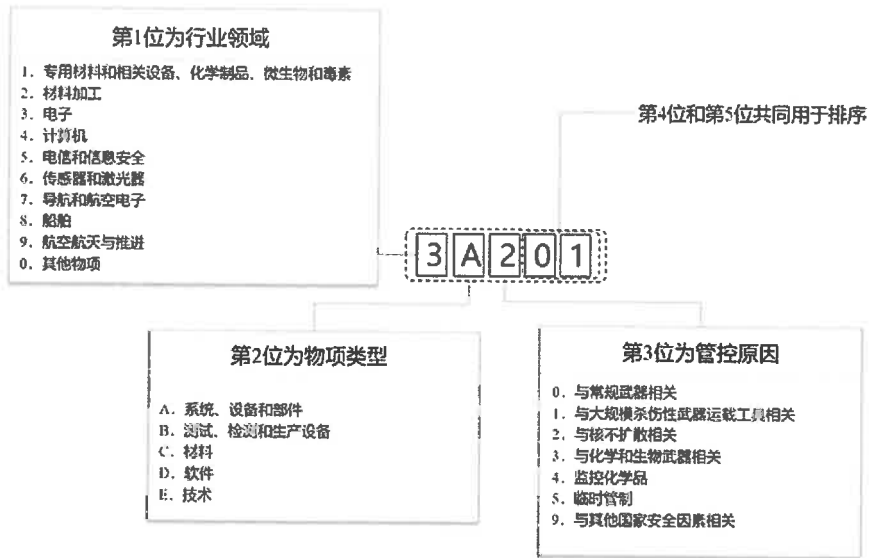 第1位为行业领域
1. 专用材料和相关设备、化学制品、微生物和毒素
2. 材料加工
3. 电子
4. 计算机
5. 电信和信息安全
6. 传感器和激光器
7. 导航和航空电子
8. 船舶
9. 航空航天与推进
0. 其他物项
第4位和第5位共同用于排序
3A201
第2位为物项类型
A. 系统、设备和部件
B. 测试、检测和生产设备
C. 材料
D. 软件
E. 技术
第3位为管控原因
0. 与常规武器相关
1. 与大规模杀伤性武器运载工具相关
2. 与核不扩散相关
3. 与化学和生物武器相关
4. 监控化学品
5. 临时管制
9. 与其他国家安全因素相关